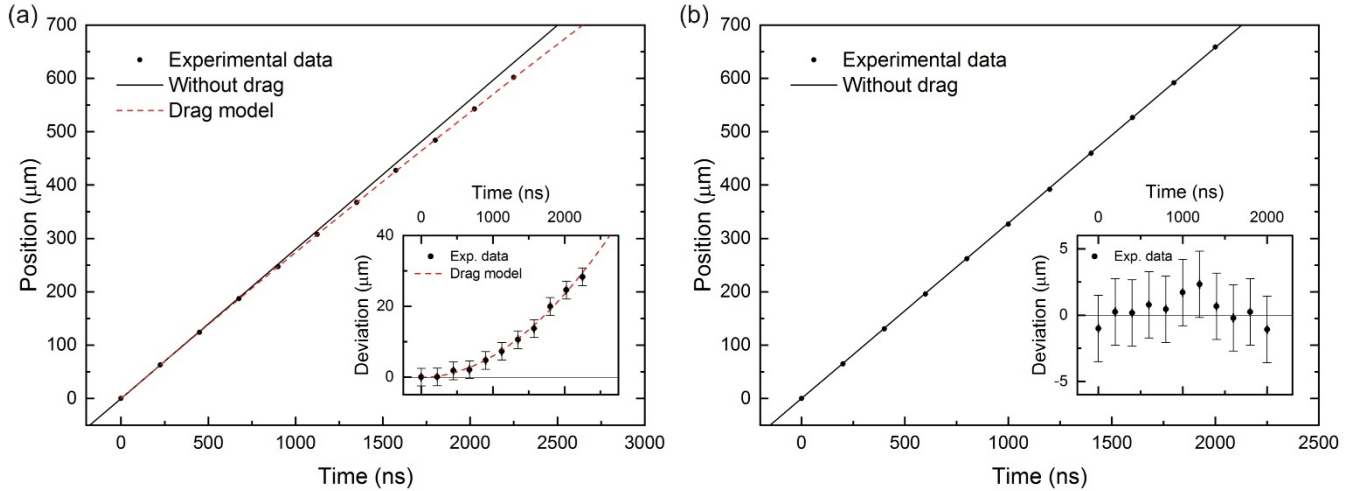 (a)
700
600
500
400
300
200
100
0
Position (μm)
Experimental data
Without drag
Drag model
Time (ns)
0 1000 2000
40
20
0
Deviation (μm)
Exp. data
Drag model
0 500 1000 1500 2000 2500 3000
Time (ns)
(b)
700
600
500
400
300
200
100
0
Position (μm)
Experimental data
Without drag
Time (ns)
0 1000 2000
5
0
-5
Deviation (μm)
Exp. data
0 500 1000 1500 2000 2500
Time (ns)